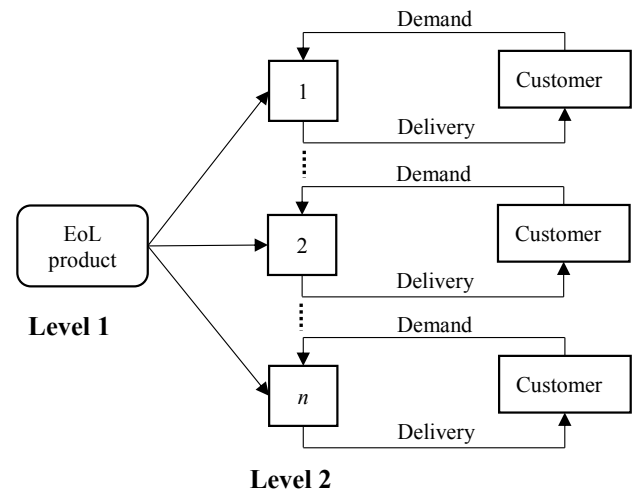 Demand
1
Customer
Delivery
Demand
EoL
product
2
Customer
Delivery
Level 1
Demand
n
Customer
Delivery
Level 2